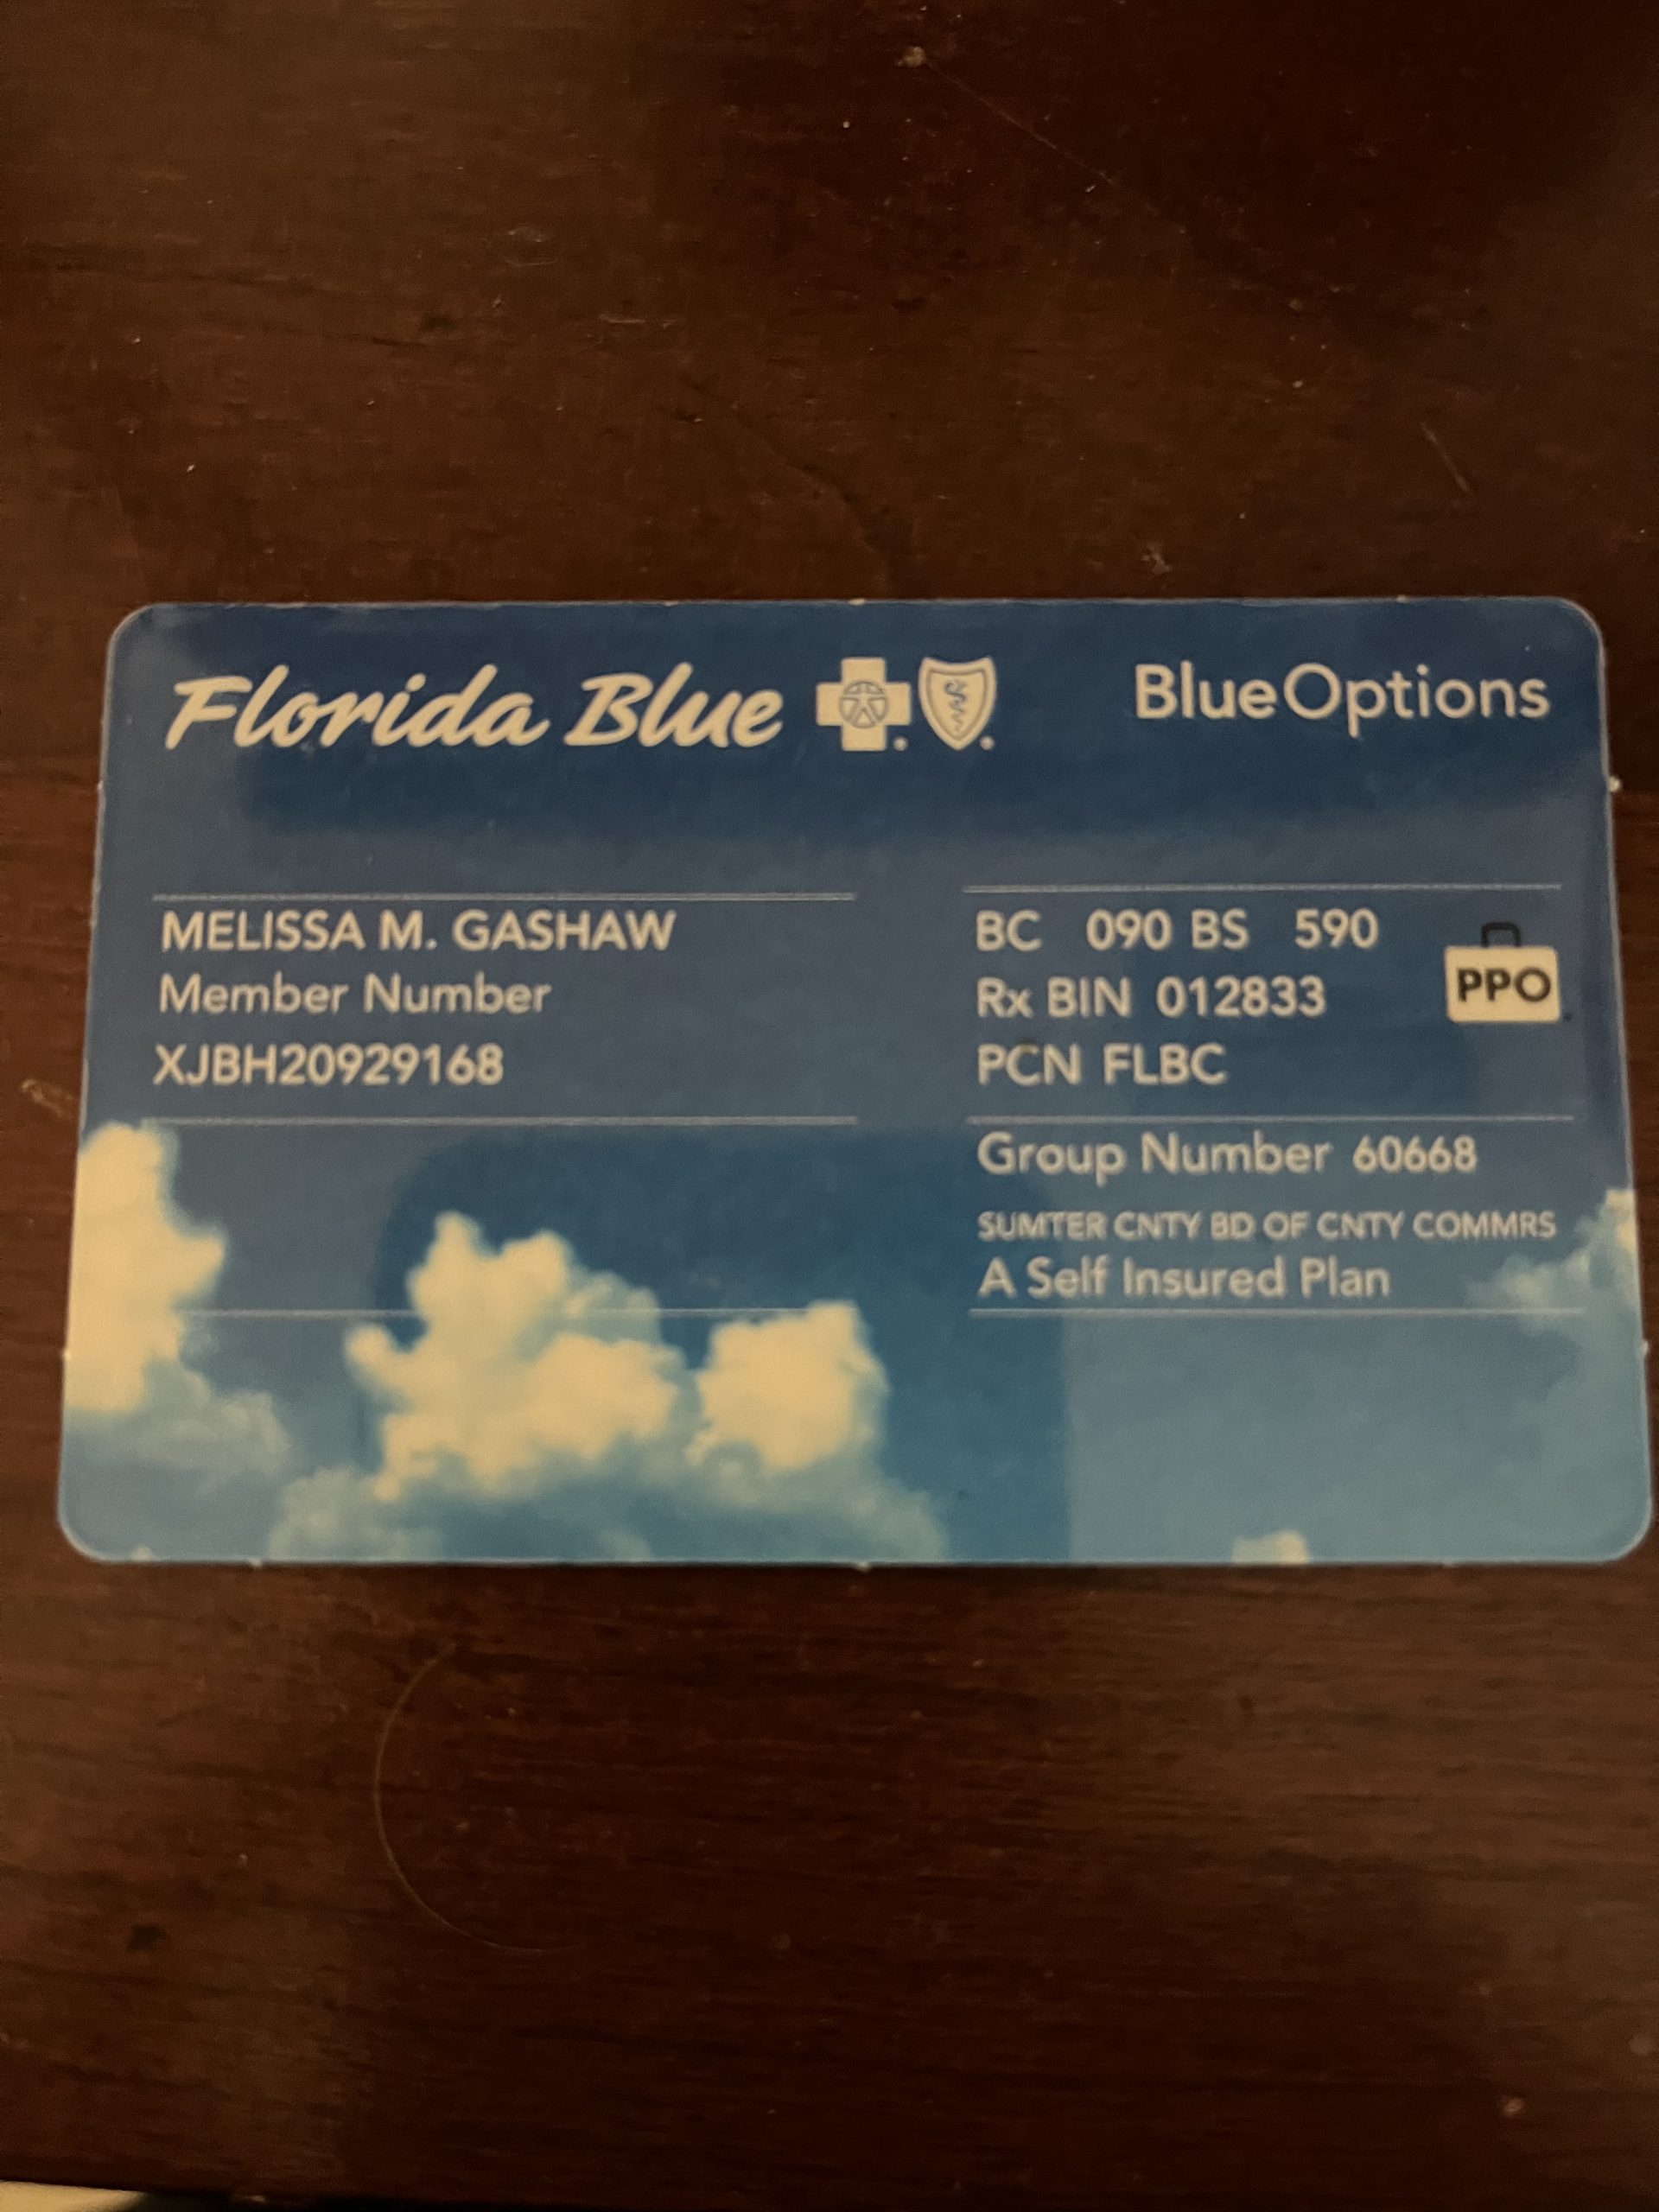 Florida Blue
BlueOptions
MELISSA M. GASHAW
Member Number
XJBH20929168
BC 090 BS 590
Rx BIN 012833
PCN FLBC
PPO
Group Number 60668
SUMTER CNTY BD OF CNTY COMMRS
A Self Insured Plan